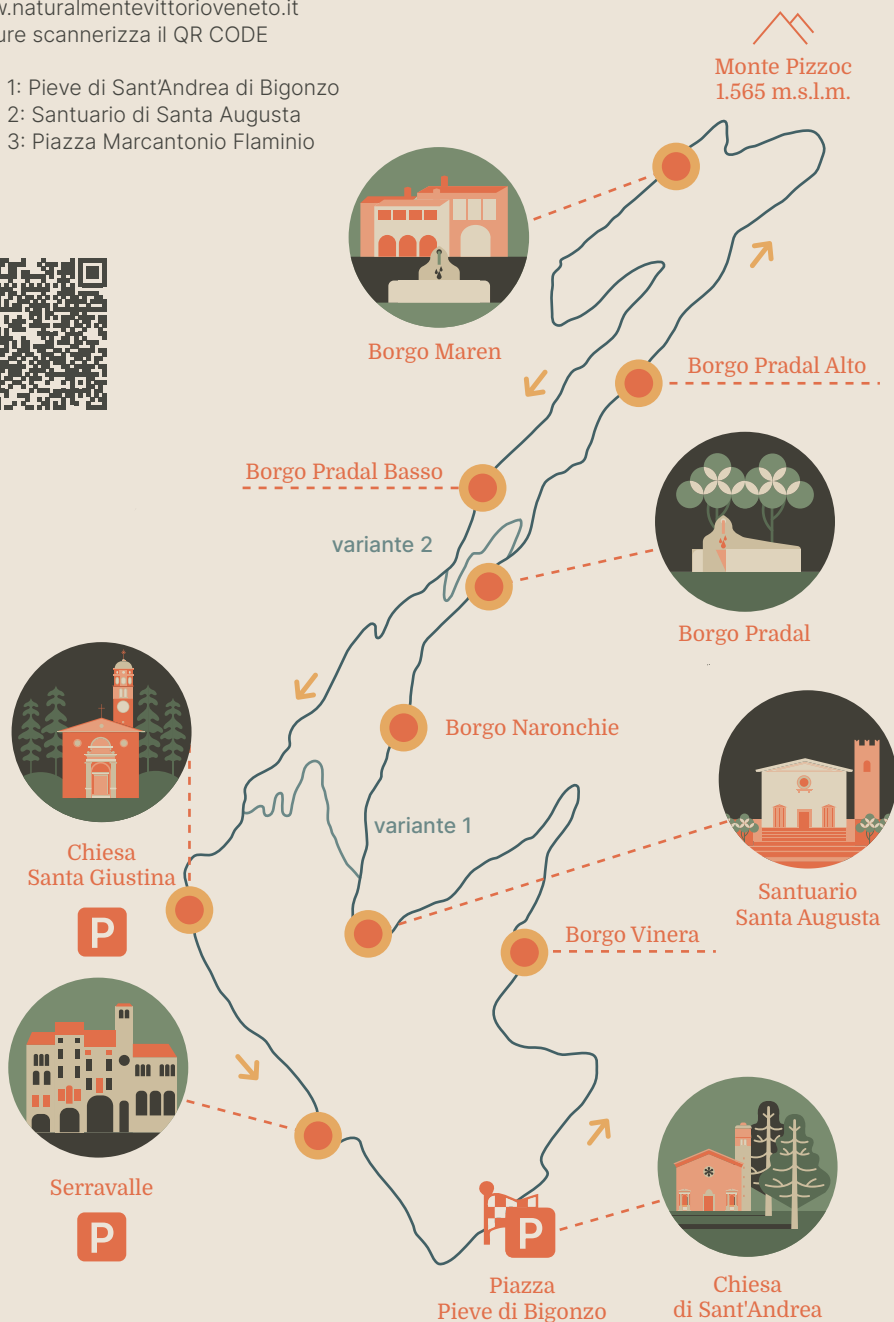 w.naturalmentevittorioveneto.it
ure scannerizza il QR CODE
1: Pieve di Sant'Andrea di Bigonzo
2: Santuario di Santa Augusta
3: Piazza Marcantonio Flaminio
Monte Pizzoc
1.565 m.s.l.m.
Borgo Maren
Borgo Pradal Alto
Borgo Pradal Basso
variante 2
Borgo Pradal
Borgo Naronchie
variante 1
Chiesa
Santa Giustina
P
Santuario
Santa Augusta
Borgo Vinera
Serravalle
P
P
Piazza
Pieve di Bigonzo
Chiesa
di Sant'Andrea